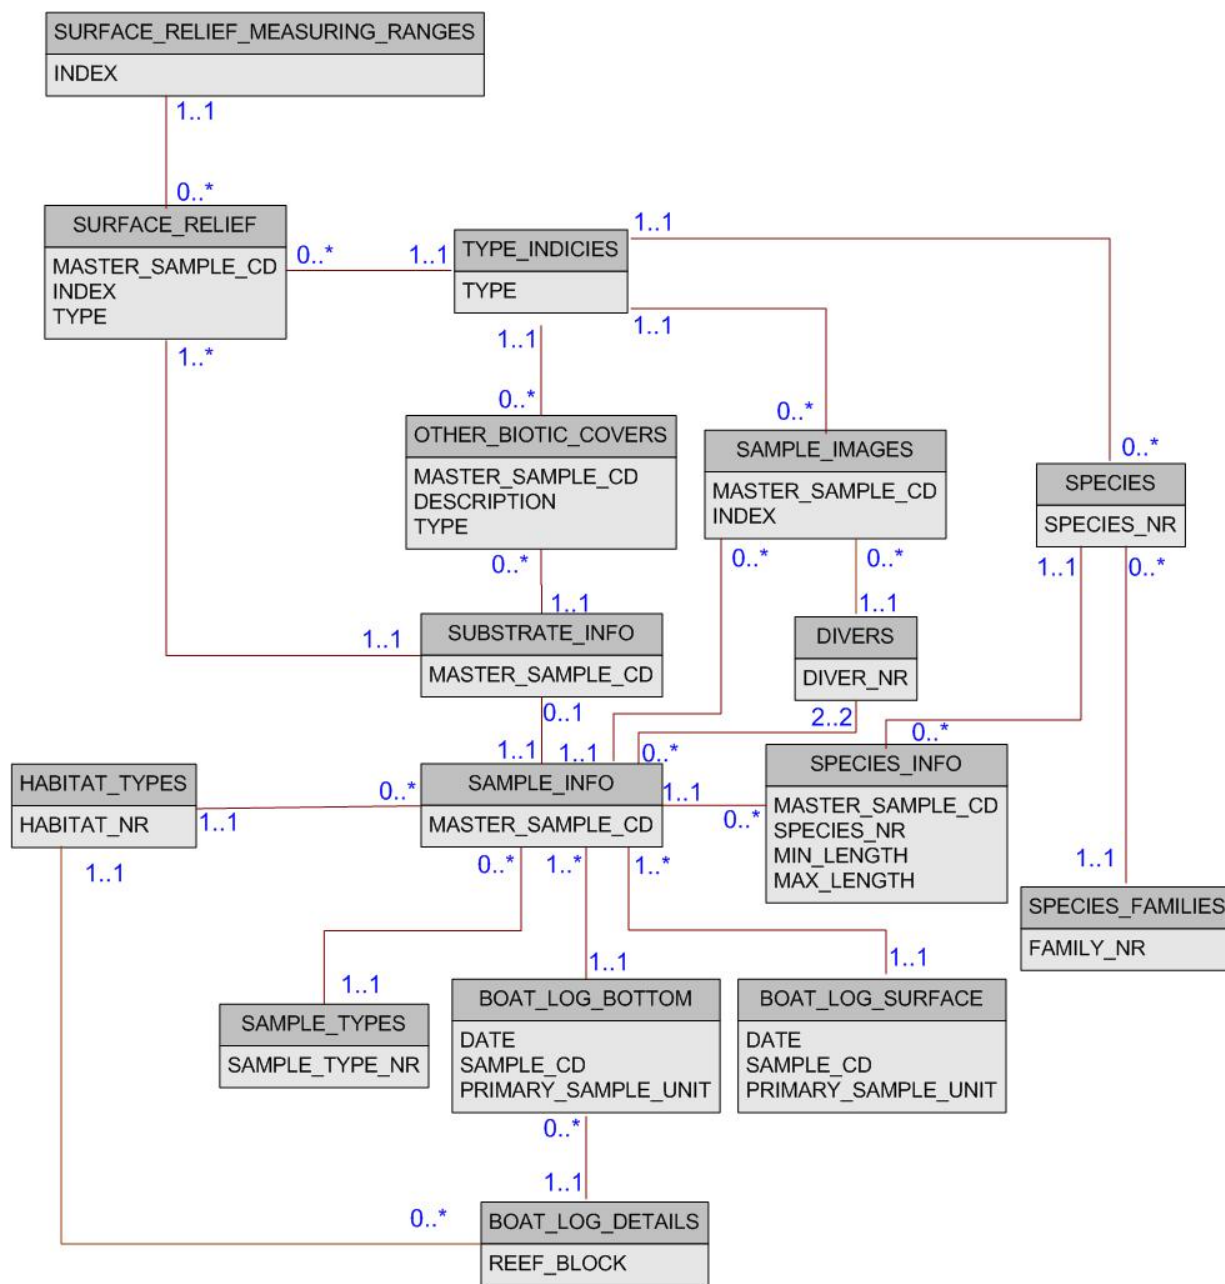 SURFACE_RELIEF_MEASURING_RANGES
INDEX
1..1
0..*
SURFACE_RELIEF
MASTER_SAMPLE_CD
INDEX
TYPE
0..*
1..1
1..*
TYPE_INDICIES
TYPE
1..1
1..1
1..1
0..*
0..*
0..*
OTHER_BIOTIC_COVERS
MASTER_SAMPLE_CD
DESCRIPTION
TYPE
0..*
SAMPLE_IMAGES
MASTER_SAMPLE_CD
INDEX
0..*
0..*
SPECIES
SPECIES_NR
1..1
0..*
1..1
1..1
SUBSTRATE_INFO
MASTER_SAMPLE_CD
0..1
1..1
DIVERS
DIVER_NR
2..2
1..1
1..1
0..*
0..*
HABITAT_TYPES
HABITAT_NR
1..1
1..1
0..*
SAMPLE_INFO
MASTER_SAMPLE_CD
1..1
0..*
0..*
1..*
1..*
SPECIES_INFO
MASTER_SAMPLE_CD
SPECIES_NR
MIN_LENGTH
MAX_LENGTH
1..1
SPECIES_FAMILIES
FAMILY_NR
1..1
1..1
1..1
SAMPLE_TYPES
SAMPLE_TYPE_NR
BOAT_LOG_BOTTOM
DATE
SAMPLE_CD
PRIMARY_SAMPLE_UNIT
BOAT_LOG_SURFACE
DATE
SAMPLE_CD
PRIMARY_SAMPLE_UNIT
0..*
1..1
0..*
BOAT_LOG_DETAILS
REEF_BLOCK